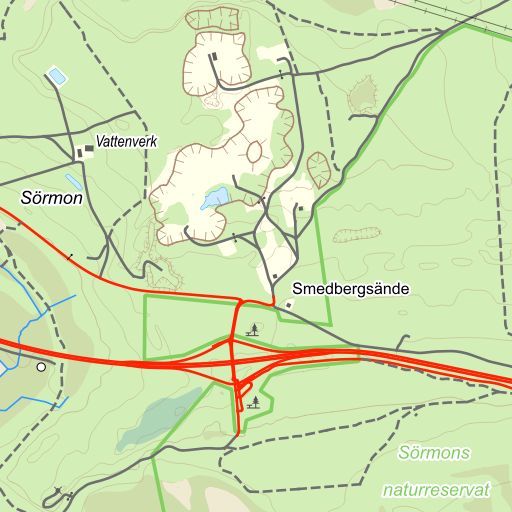 Vattenverk
Sörmon
Smedbergsände
Sörmons
naturreservat